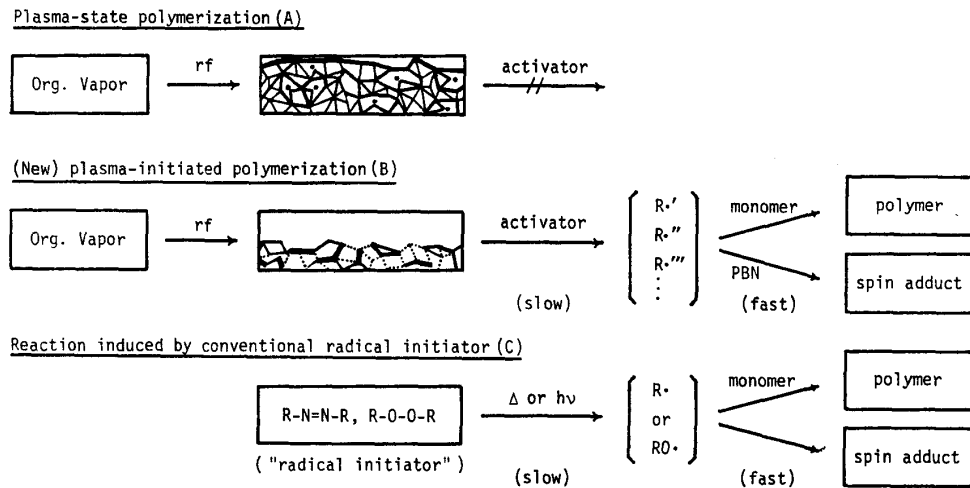 Plasma-state polymerization (A)
Org. Vapor
rf
activator
(New) plasma-initiated polymerization (B)
Org. Vapor
rf
activator
(slow)
R·'
R·"
R·"'
⋮
monomer
PBN
(fast)
polymer
spin adduct
Reaction induced by conventional radical initiator (C)
R-N=N-R, R-O-O-R
("radical initiator")
Δ or hν
(slow)
R·
or
RO·
monomer
(fast)
polymer
spin adduct